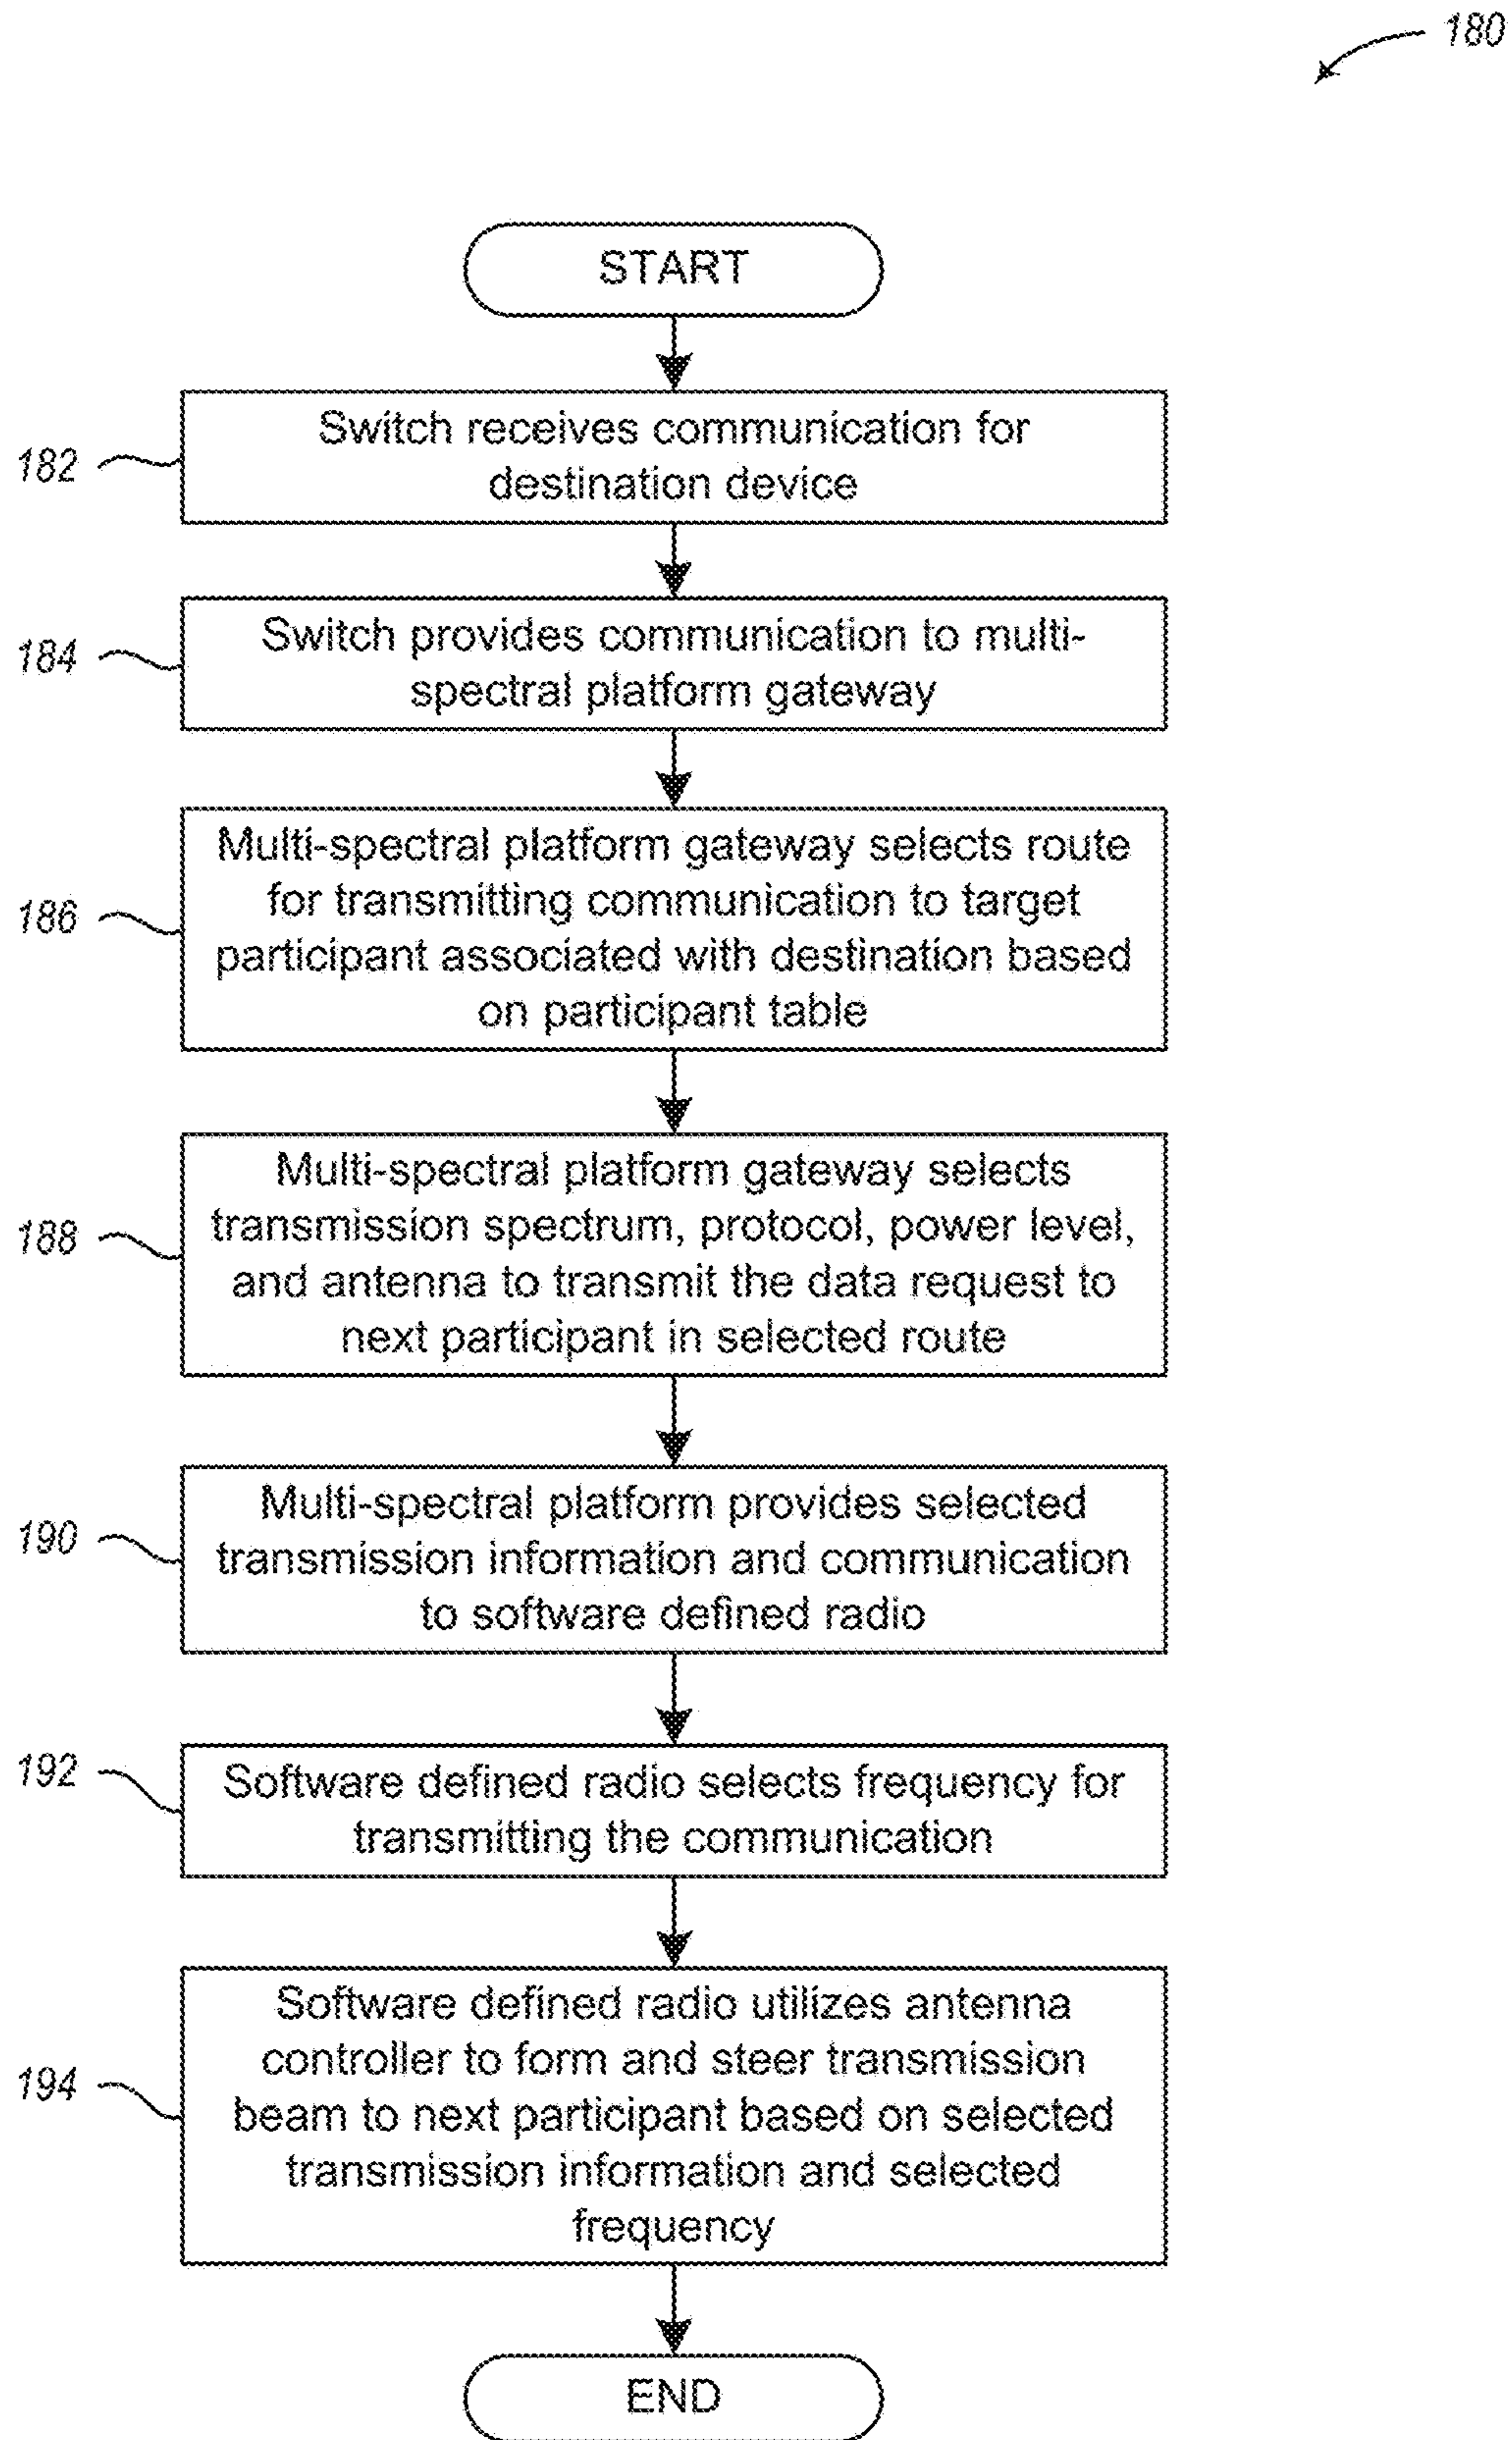 180
START
182
Switch receives communication for
destination device
184
Switch provides communication to multi-
spectral platform gateway
186
Multi-spectral platform gateway selects route
for transmitting communication to target
participant associated with destination based
on participant table
188
Multi-spectral platform gateway selects
transmission spectrum, protocol, power level,
and antenna to transmit the data request to
next participant in selected route
190
Multi-spectral platform provides selected
transmission information and communication
to software defined radio
192
Software defined radio selects frequency for
transmitting the communication
194
Software defined radio utilizes antenna
controller to form and steer transmission
beam to next participant based on selected
transmission information and selected
frequency
END